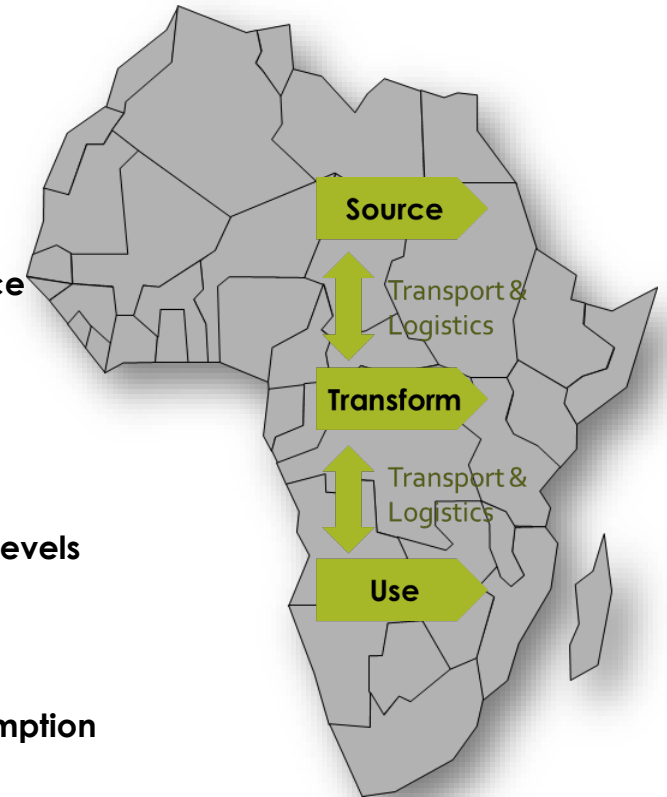 Source
ce
Transport &
Logistics
Transform
Transport &
Logistics
evels
Use
mption